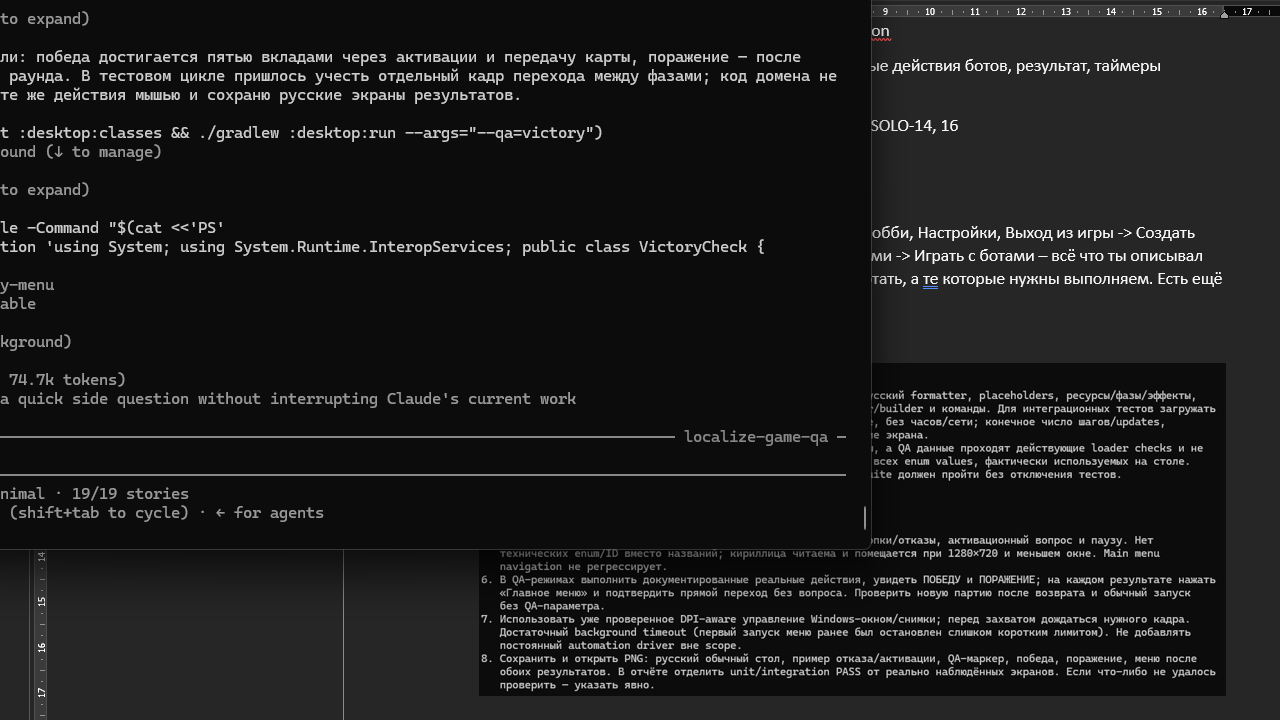 to expand)
ли: победа достигается пятью вкладами через активации и передачу карты, поражение — после
раунда. В тестовом цикле пришлось учесть отдельный кадр перехода между фазами; код домена не
те же действия мышью и сохраню русские экраны результатов.
t :desktop:classes && ./gradlew :desktop:run --args="--qa=victory")
ound (↓ to manage)
to expand)
le -Command "$(cat <<'PS'
tion 'using System; using System.Runtime.InteropServices; public class VictoryCheck {
y-menu
able
kground)
74.7k tokens)
a quick side question without interrupting Claude's current work
localize-game-qa
nimal · 19/19 stories
(shift+tab to cycle) · ← for agents
9 10 11 12 13 14 15 16 17
on
ые действия ботов, результат, таймеры
SOLO-14, 16
обби, Настройки, Выход из игры -> Создать
ми -> Играть с ботами – всё что ты описывал
тать, а те которые нужны выполняем. Есть ещё
усский formatter, placeholders, ресурсы/фазы/эффекты,
r/builder и команды. Для интеграционных тестов загружать
, без часов/сети; конечное число шагов/updates,
е экрана.
, а QA данные проходят действующие loader checks и не
всех enum values, фактически используемых на столе.
ite должен пройти без отключения тестов.
опки/отказы, активационный вопрос и паузу. Нет
технических enum/ID вместо названий; кириллица читаема и помещается при 1280×720 и меньшем окне. Main menu
navigation не регрессирует.
6. В QA-режимах выполнить документированные реальные действия, увидеть ПОБЕДУ и ПОРАЖЕНИЕ; на каждом результате нажать
«Главное меню» и подтвердить прямой переход без вопроса. Проверить новую партию после возврата и обычный запуск
без QA-параметра.
7. Использовать уже проверенное DPI-aware управление Windows-окном/снимки; перед захватом дождаться нужного кадра.
Достаточный background timeout (первый запуск меню ранее был остановлен слишком коротким лимитом). Не добавлять
постоянный automation driver вне scope.
8. Сохранить и открыть PNG: русский обычный стол, пример отказа/активации, QA-маркер, победа, поражение, меню после
обоих результатов. В отчёте отделить unit/integration PASS от реально наблюдённых экранов. Если что-либо не удалось
проверить — указать явно.
14
15
16
17